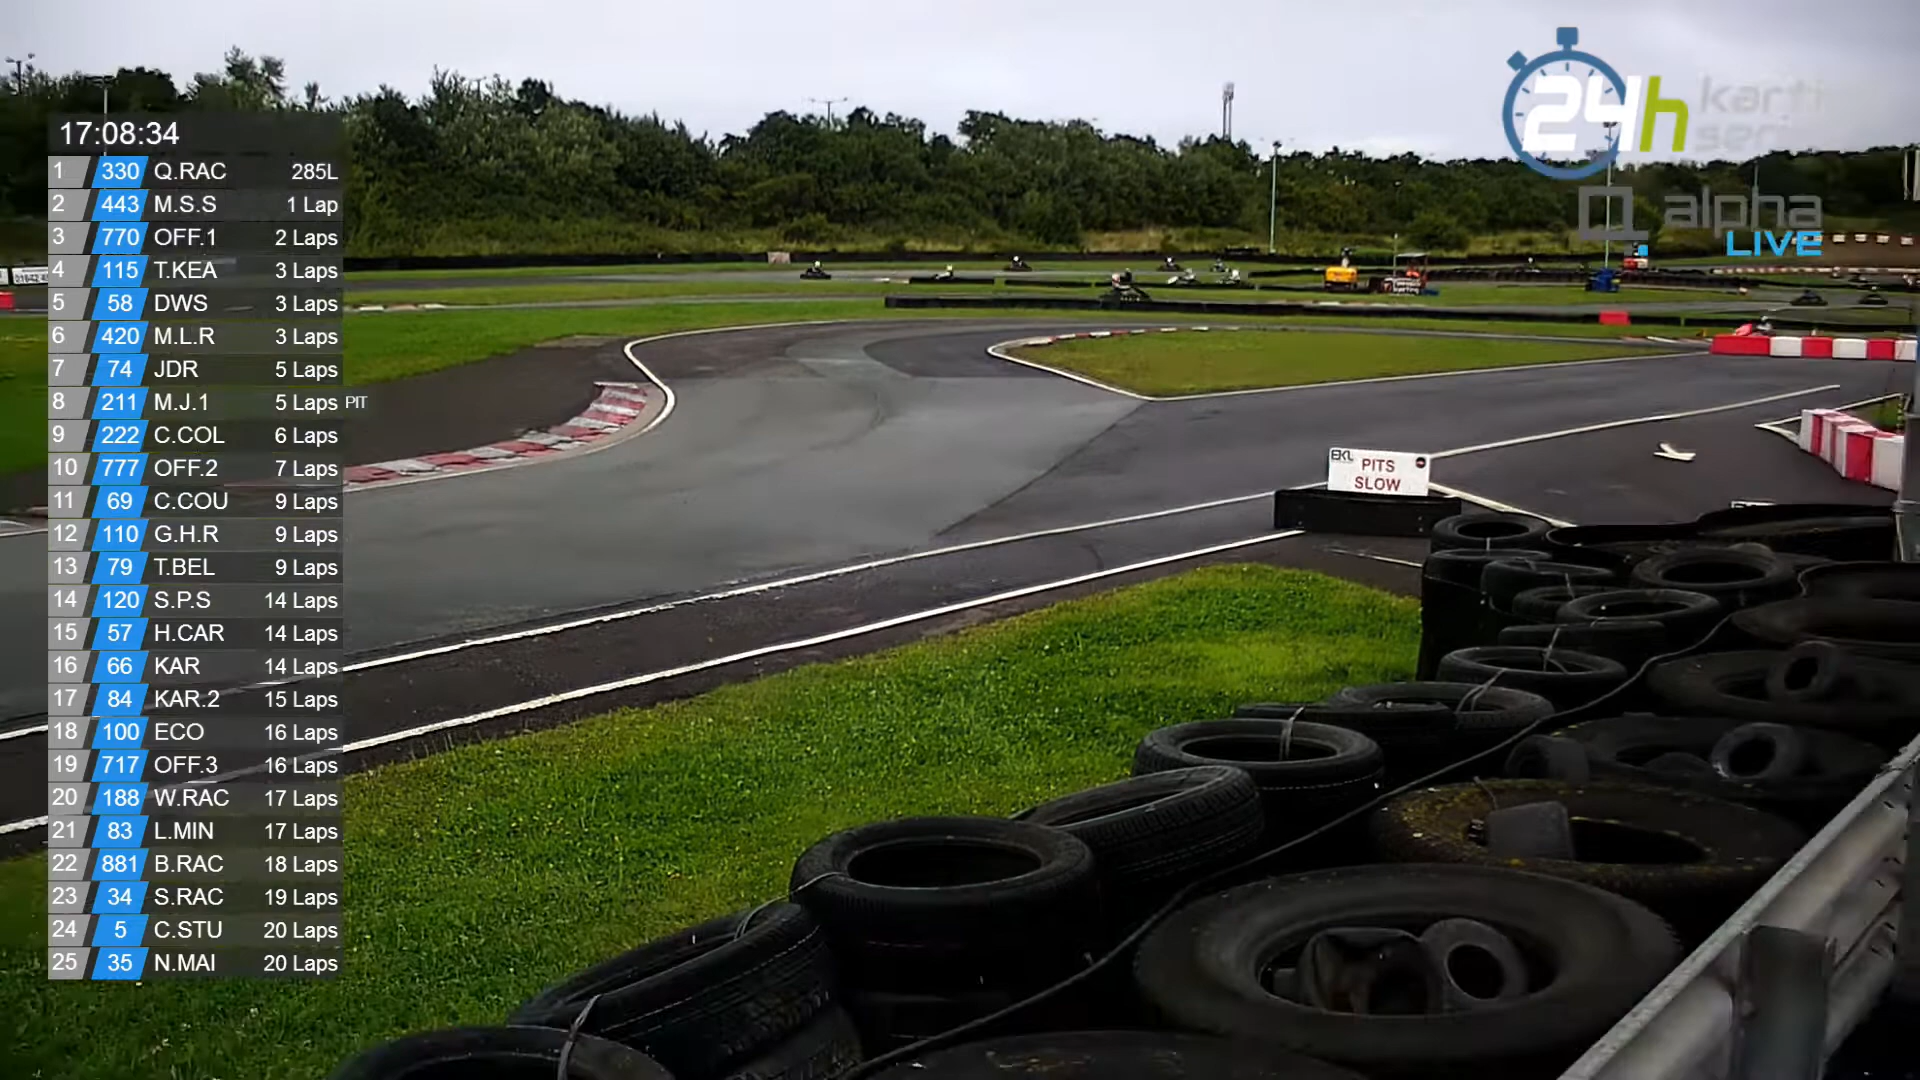 17:08:34
1 330 Q.RAC 285L
2 443 M.S.S 1 Lap
3 770 OFF.1 2 Laps
4 115 T.KEA 3 Laps
5 58 DWS 3 Laps
6 420 M.L.R 3 Laps
7 74 JDR 5 Laps
8 211 M.J.1 5 Laps PIT
9 222 C.COL 6 Laps
10 777 OFF.2 7 Laps
11 69 C.COU 9 Laps
12 110 G.H.R 9 Laps
13 79 T.BEL 9 Laps
14 120 S.P.S 14 Laps
15 57 H.CAR 14 Laps
16 66 KAR 14 Laps
17 84 KAR.2 15 Laps
18 100 ECO 16 Laps
19 717 OFF.3 16 Laps
20 188 W.RAC 17 Laps
21 83 L.MIN 17 Laps
22 881 B.RAC 18 Laps
23 34 S.RAC 19 Laps
24 5 C.STU 20 Laps
25 35 N.MAI 20 Laps
24h
alpha
LIVE
EKL
PITS
SLOW